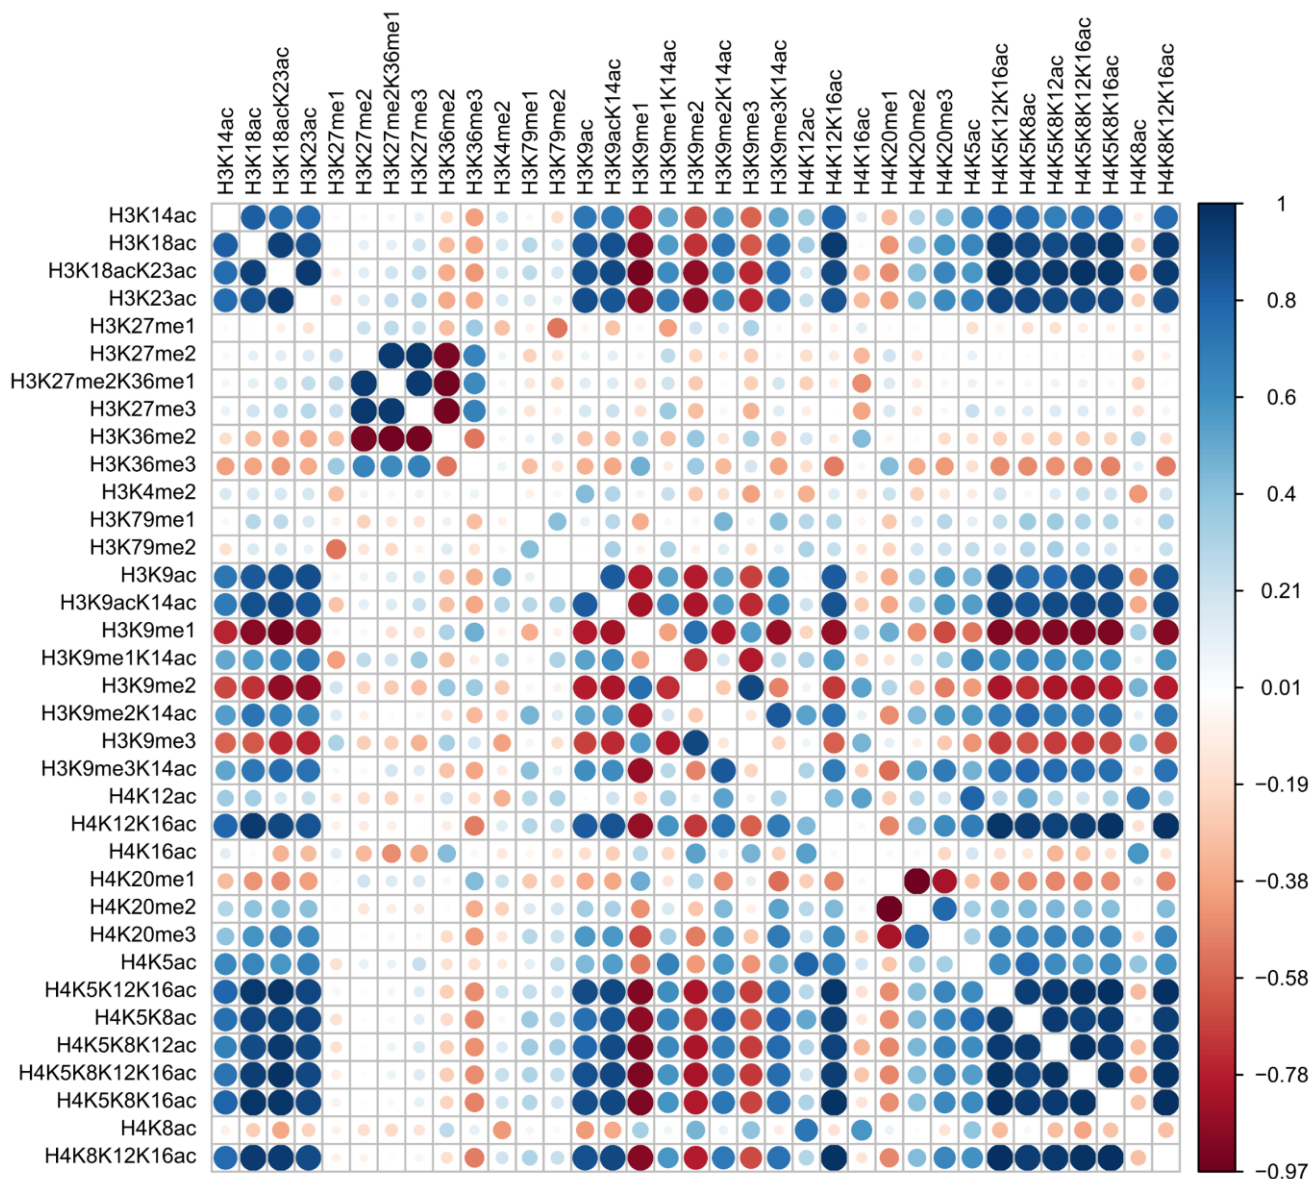 H3K14ac
H3K18ac
H3K18acK23ac
H3K23ac
H3K27me1
H3K27me2
H3K27me2K36me1
H3K27me3
H3K36me2
H3K36me3
H3K4me2
H3K79me1
H3K79me2
H3K9ac
H3K9acK14ac
H3K9me1
H3K9me1K14ac
H3K9me2
H3K9me2K14ac
H3K9me3
H3K9me3K14ac
H4K12ac
H4K12K16ac
H4K16ac
H4K20me1
H4K20me2
H4K20me3
H4K5ac
H4K5K12K16ac
H4K5K8ac
H4K5K8K12ac
H4K5K8K12K16ac
H4K5K8K16ac
H4K8ac
H4K8K12K16ac
H3K14ac
H3K18ac
H3K18acK23ac
H3K23ac
H3K27me1
H3K27me2
H3K27me2K36me1
H3K27me3
H3K36me2
H3K36me3
H3K4me2
H3K79me1
H3K79me2
H3K9ac
H3K9acK14ac
H3K9me1
H3K9me1K14ac
H3K9me2
H3K9me2K14ac
H3K9me3
H3K9me3K14ac
H4K12ac
H4K12K16ac
H4K16ac
H4K20me1
H4K20me2
H4K20me3
H4K5ac
H4K5K12K16ac
H4K5K8ac
H4K5K8K12ac
H4K5K8K12K16ac
H4K5K8K16ac
H4K8ac
H4K8K12K16ac
1
0.8
0.6
0.4
0.21
0.01
−0.19
−0.38
−0.58
−0.78
−0.97